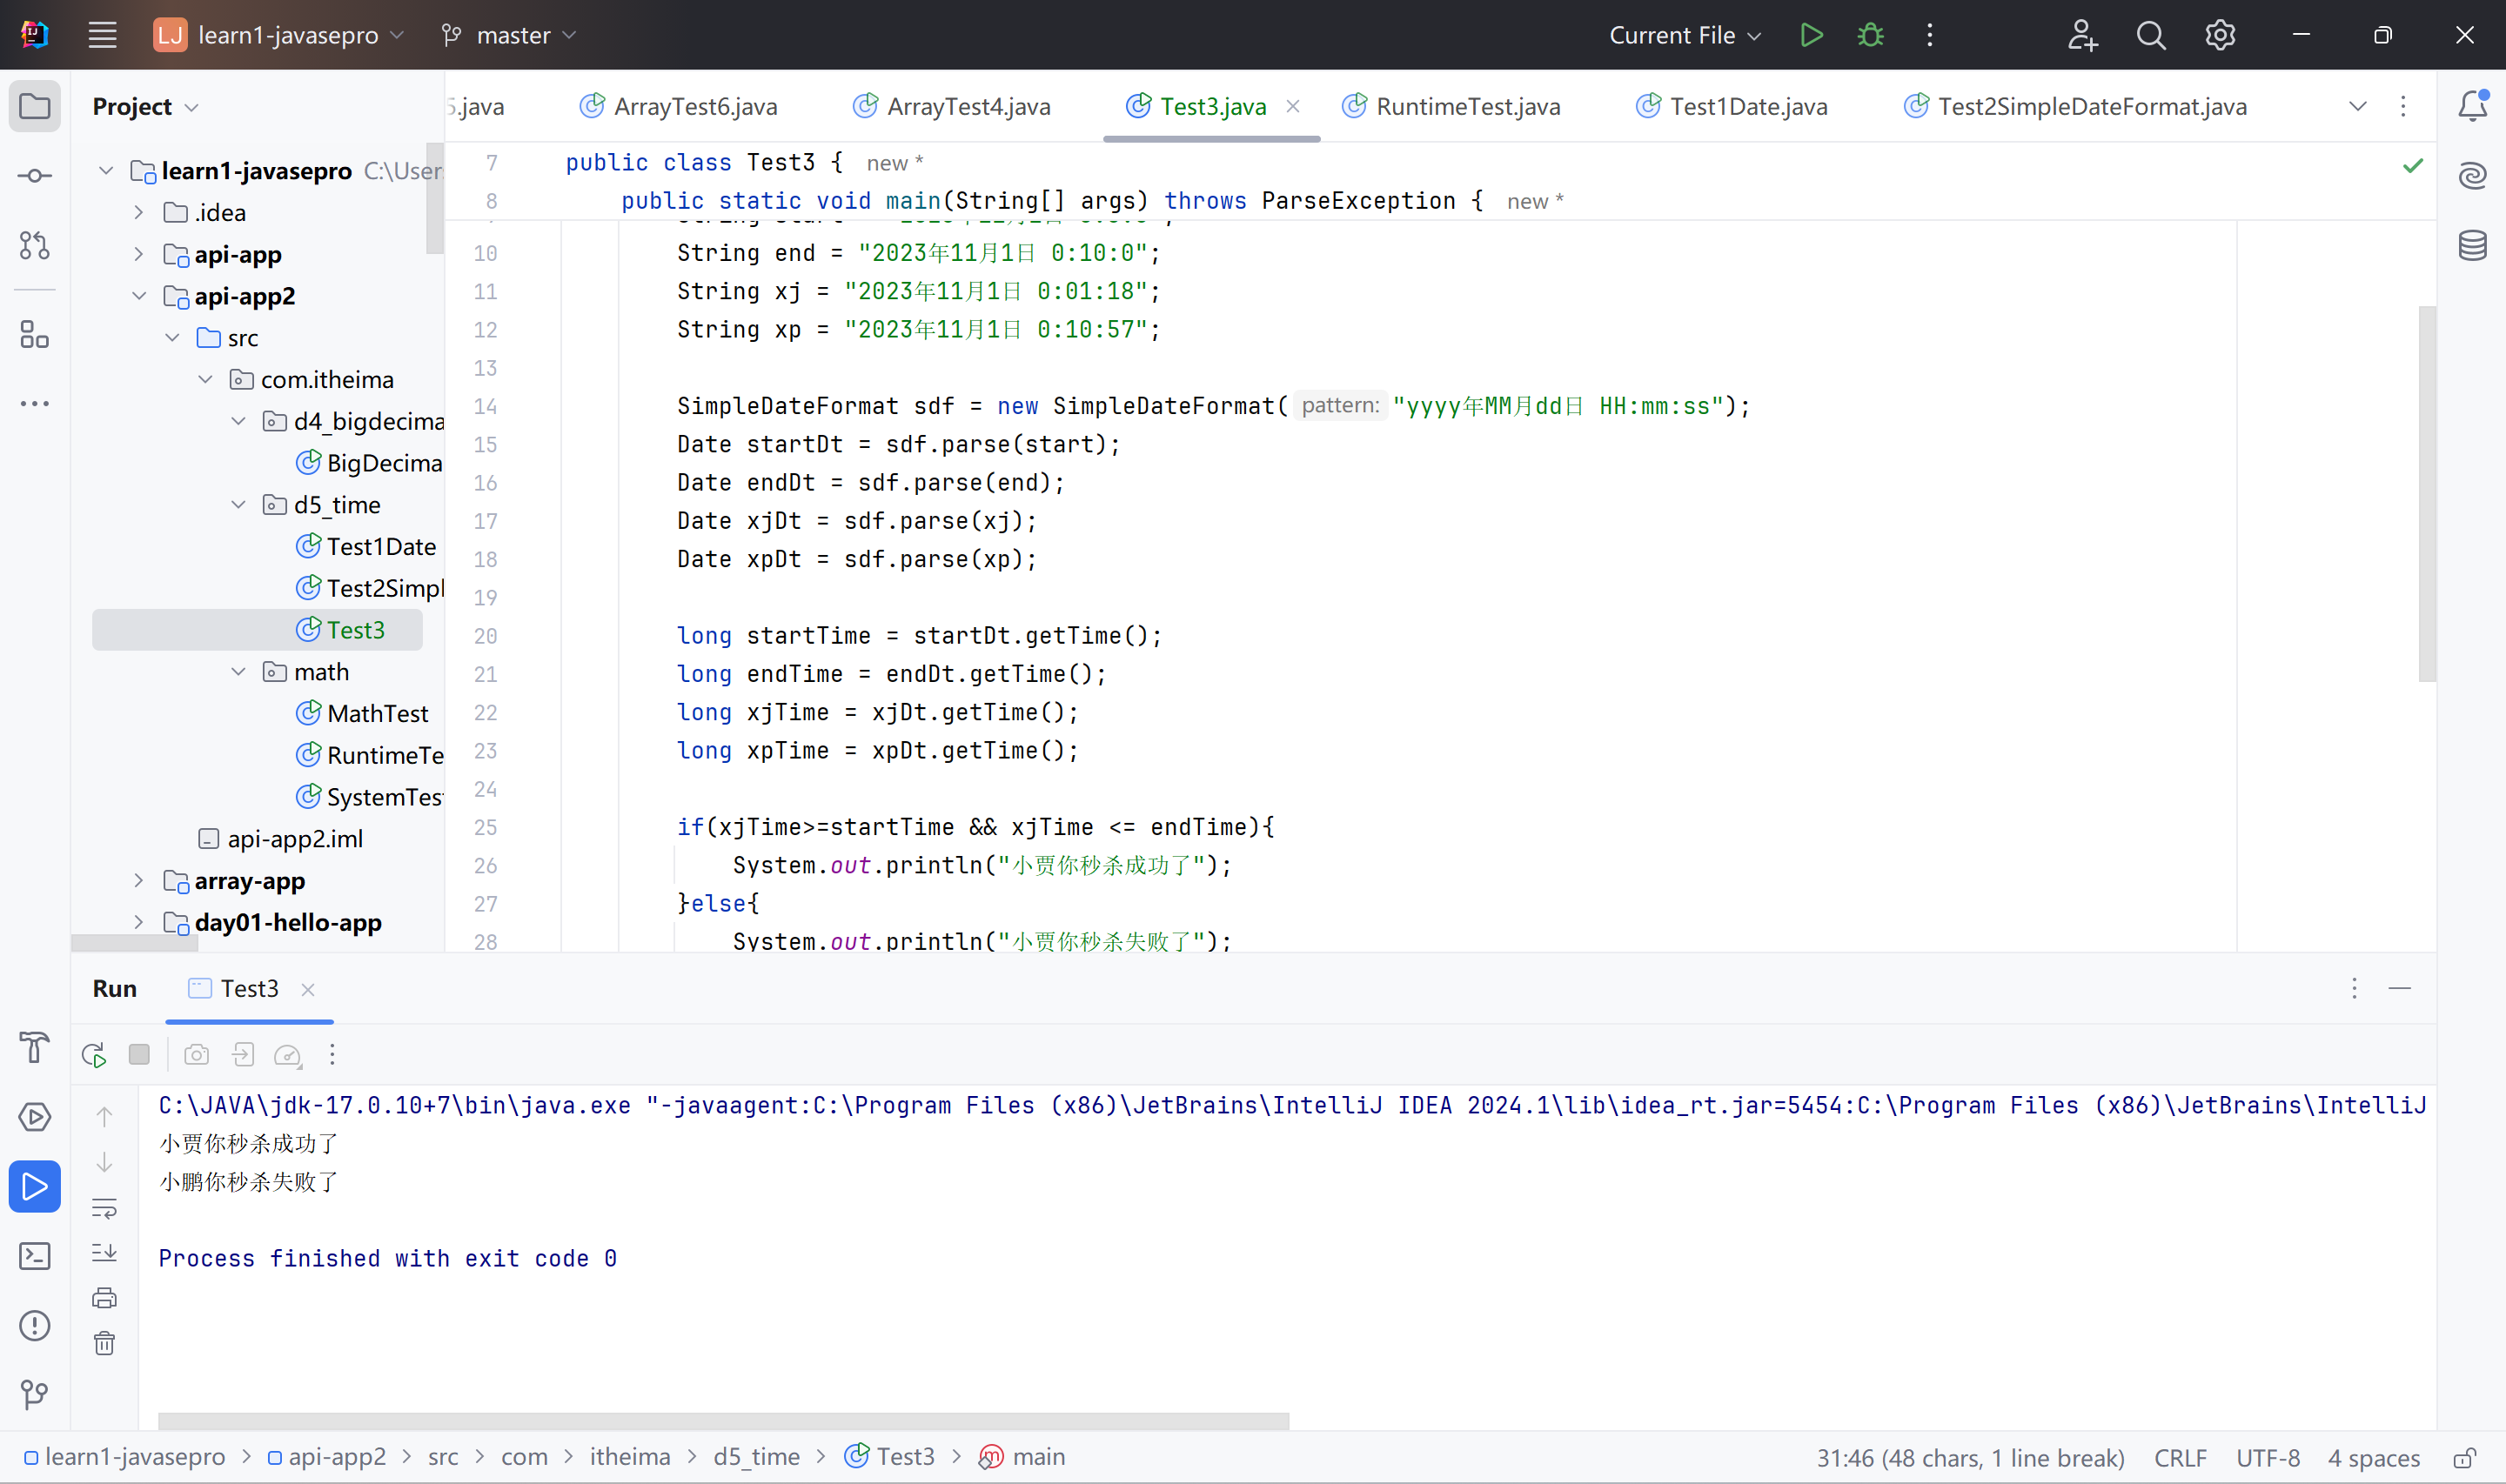 LJ learn1-javasepro master Current File
Project
5.java ArrayTest6.java ArrayTest4.java Test3.java RuntimeTest.java Test1Date.java Test2SimpleDateFormat.java
learn1-javasepro C:\User
.idea
api-app
api-app2
src
com.itheima
d4_bigdecima
BigDecima
d5_time
Test1Date
Test2Simpl
Test3
math
MathTest
RuntimeTe
SystemTes
api-app2.iml
array-app
day01-hello-app
7 public class Test3 { new *
8 public static void main(String[] args) throws ParseException { new *
10 String end = "2023年11月1日 0:10:0";
11 String xj = "2023年11月1日 0:01:18";
12 String xp = "2023年11月1日 0:10:57";
13
14 SimpleDateFormat sdf = new SimpleDateFormat( pattern: "yyyy年MM月dd日 HH:mm:ss");
15 Date startDt = sdf.parse(start);
16 Date endDt = sdf.parse(end);
17 Date xjDt = sdf.parse(xj);
18 Date xpDt = sdf.parse(xp);
19
20 long startTime = startDt.getTime();
21 long endTime = endDt.getTime();
22 long xjTime = xjDt.getTime();
23 long xpTime = xpDt.getTime();
24
25 if(xjTime>=startTime && xjTime <= endTime){
26 System.out.println("小贾你秒杀成功了");
27 }else{
28 System.out.println("小贾你秒杀失败了");
Run Test3
C:\JAVA\jdk-17.0.10+7\bin\java.exe "-javaagent:C:\Program Files (x86)\JetBrains\IntelliJ IDEA 2024.1\lib\idea_rt.jar=5454:C:\Program Files (x86)\JetBrains\IntelliJ
小贾你秒杀成功了
小鹏你秒杀失败了
Process finished with exit code 0
learn1-javasepro > api-app2 > src > com > itheima > d5_time > Test3 > main 31:46 (48 chars, 1 line break) CRLF UTF-8 4 spaces